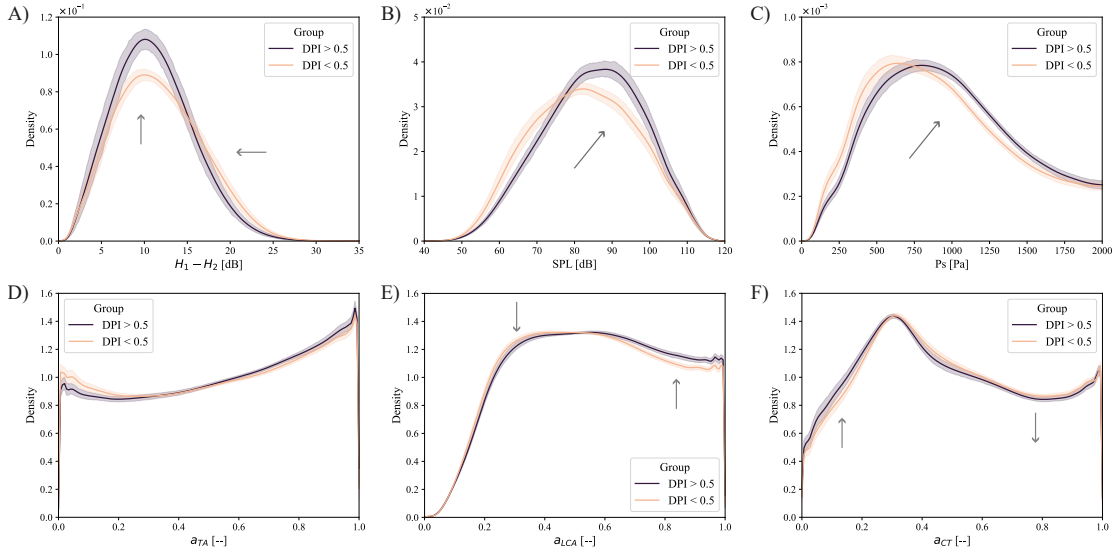 A)
×10⁻¹
1.2
1.0
0.8
0.6
0.4
0.2
0.0
Density
0 5 10 15 20 25 30 35
H₁ − H₂ [dB]
Group
DPI > 0.5
DPI < 0.5
B)
×10⁻²
5
4
3
2
1
0
Density
40 50 60 70 80 90 100 110 120
SPL [dB]
Group
DPI > 0.5
DPI < 0.5
C)
×10⁻³
1.0
0.8
0.6
0.4
0.2
0.0
Density
0 250 500 750 1000 1250 1500 1750 2000
Ps [Pa]
Group
DPI > 0.5
DPI < 0.5
D)
1.6
1.4
1.2
1.0
0.8
0.6
0.4
0.2
0.0
Density
0.0 0.2 0.4 0.6 0.8 1.0
a_TA [--]
Group
DPI > 0.5
DPI < 0.5
E)
1.6
1.4
1.2
1.0
0.8
0.6
0.4
0.2
0.0
Density
0.0 0.2 0.4 0.6 0.8 1.0
a_LCA [--]
Group
DPI > 0.5
DPI < 0.5
F)
1.6
1.4
1.2
1.0
0.8
0.6
0.4
0.2
0.0
Density
0.0 0.2 0.4 0.6 0.8 1.0
a_CT [--]
Group
DPI > 0.5
DPI < 0.5